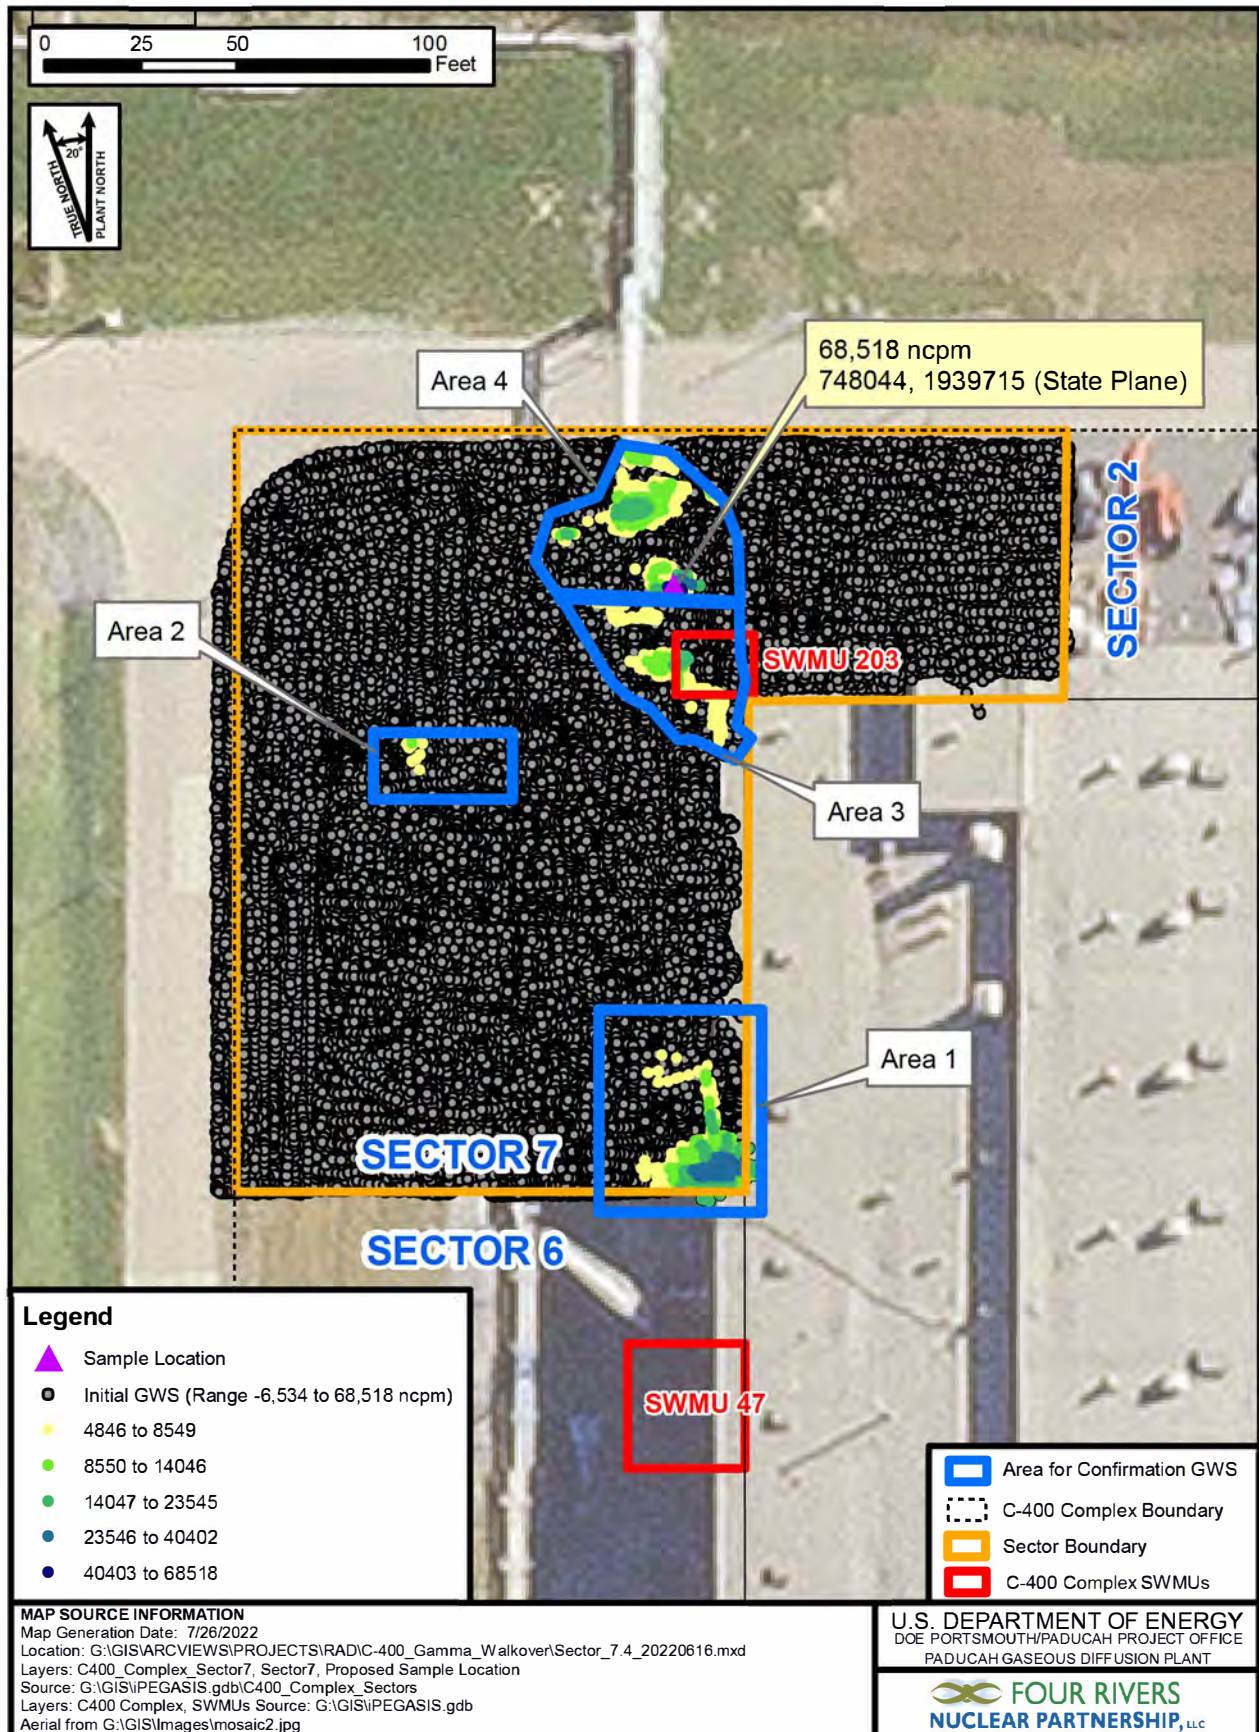 0 25 50 100
Feet
TRUE NORTH
20°
PLANT NORTH
68,518 ncpm
748044, 1939715 (State Plane)
Area 4
SECTOR 2
Area 2
SWMU 203
Area 3
Area 1
SECTOR 7
SECTOR 6
SWMU 47
Legend
Sample Location
Initial GWS (Range -6,534 to 68,518 ncpm)
4846 to 8549
8550 to 14046
14047 to 23545
23546 to 40402
40403 to 68518
Area for Confirmation GWS
C-400 Complex Boundary
Sector Boundary
C-400 Complex SWMUs
MAP SOURCE INFORMATION
Map Generation Date: 7/26/2022
Location: G:\GIS\ARCVIEWS\PROJECTS\RAD\C-400_Gamma_Walkover\Sector_7.4_20220616.mxd
Layers: C400_Complex_Sector7, Sector7, Proposed Sample Location
Source: G:\GIS\iPEGASIS.gdb\C400_Complex_Sectors
Layers: C400 Complex, SWMUs Source: G:\GIS\iPEGASIS.gdb
Aerial from G:\GIS\Images\mosaic2.jpg
U.S. DEPARTMENT OF ENERGY
DOE PORTSMOUTH/PADUCAH PROJECT OFFICE
PADUCAH GASEOUS DIFFUSION PLANT
FOUR RIVERS
NUCLEAR PARTNERSHIP, LLC